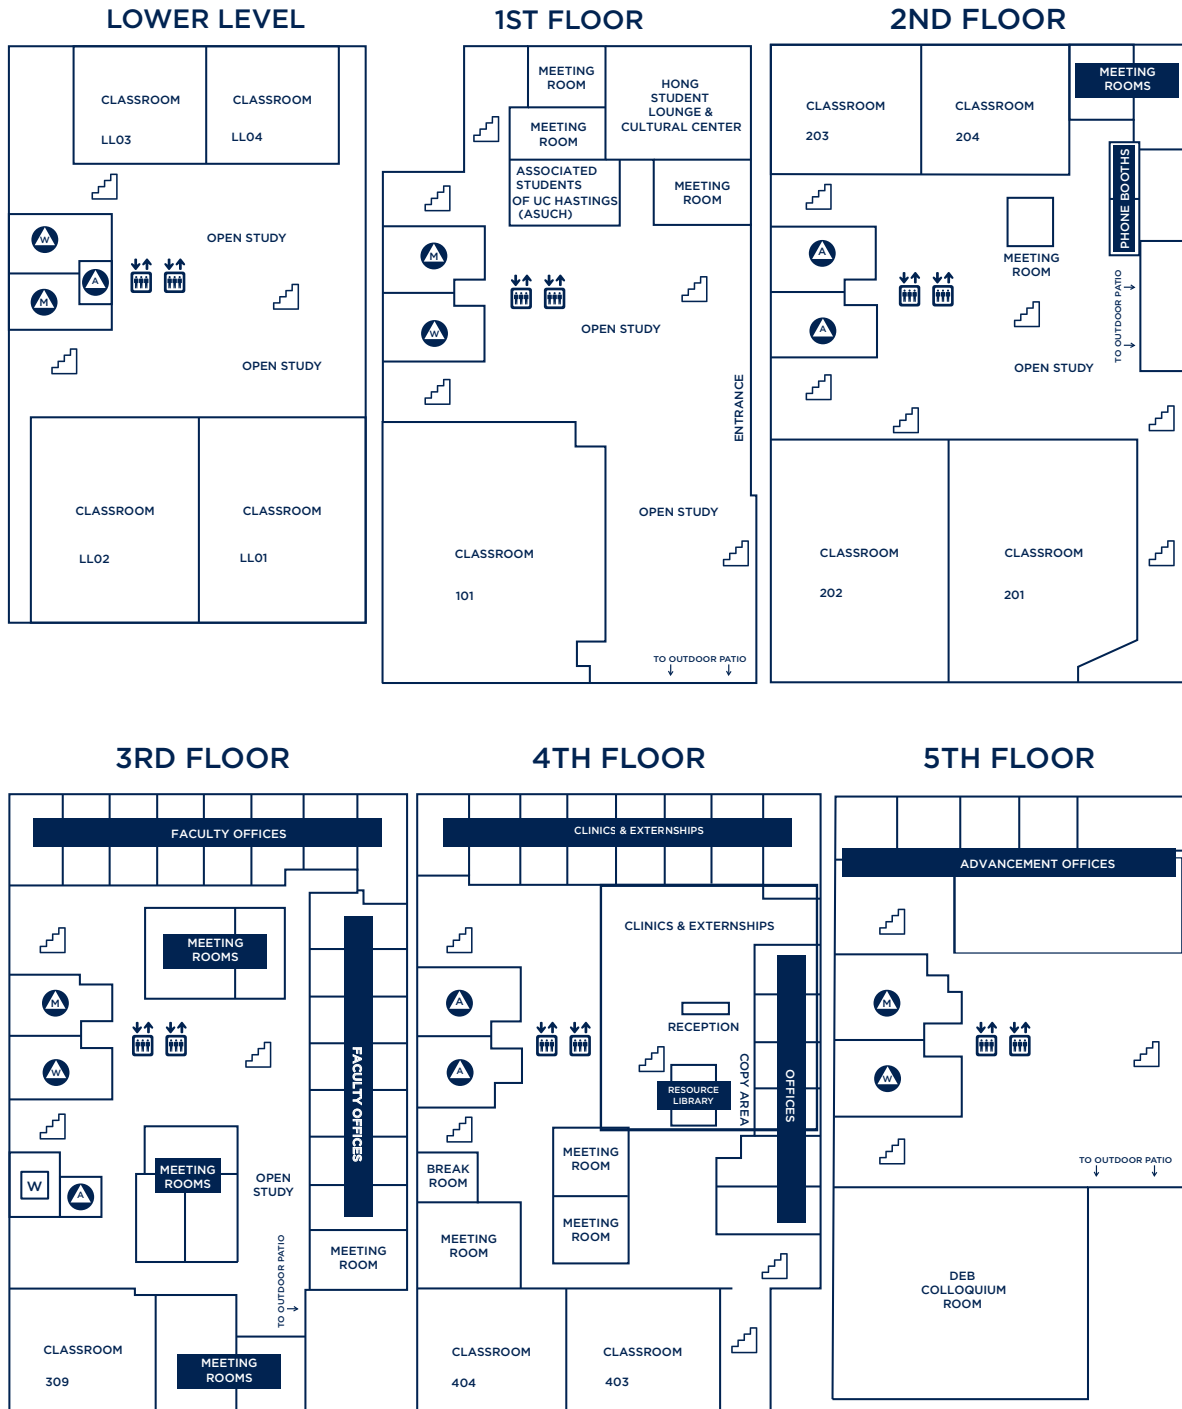 LOWER LEVEL
CLASSROOM
LL03
CLASSROOM
LL04
W
M
A
OPEN STUDY
OPEN STUDY
CLASSROOM
LL02
CLASSROOM
LL01
1ST FLOOR
MEETING
ROOM
HONG
STUDENT
LOUNGE &
CULTURAL CENTER
MEETING
ROOM
ASSOCIATED
STUDENTS
OF UC HASTINGS
(ASUCH)
MEETING
ROOM
M
W
OPEN STUDY
ENTRANCE
OPEN STUDY
CLASSROOM
101
TO OUTDOOR PATIO
2ND FLOOR
CLASSROOM
203
CLASSROOM
204
MEETING
ROOMS
PHONE BOOTHS
A
A
MEETING
ROOM
TO OUTDOOR PATIO
OPEN STUDY
CLASSROOM
202
CLASSROOM
201
3RD FLOOR
FACULTY OFFICES
MEETING
ROOMS
M
W
FACULTY OFFICES
MEETING
ROOMS
OPEN
STUDY
W
A
MEETING
ROOM
TO OUTDOOR PATIO
CLASSROOM
309
MEETING
ROOMS
4TH FLOOR
CLINICS & EXTERNSHIPS
CLINICS & EXTERNSHIPS
A
A
RECEPTION
RESOURCE
LIBRARY
COPY AREA
OFFICES
BREAK
ROOM
MEETING
ROOM
MEETING
ROOM
MEETING
ROOM
CLASSROOM
404
CLASSROOM
403
5TH FLOOR
ADVANCEMENT OFFICES
M
W
TO OUTDOOR PATIO
DEB
COLLOQUIUM
ROOM